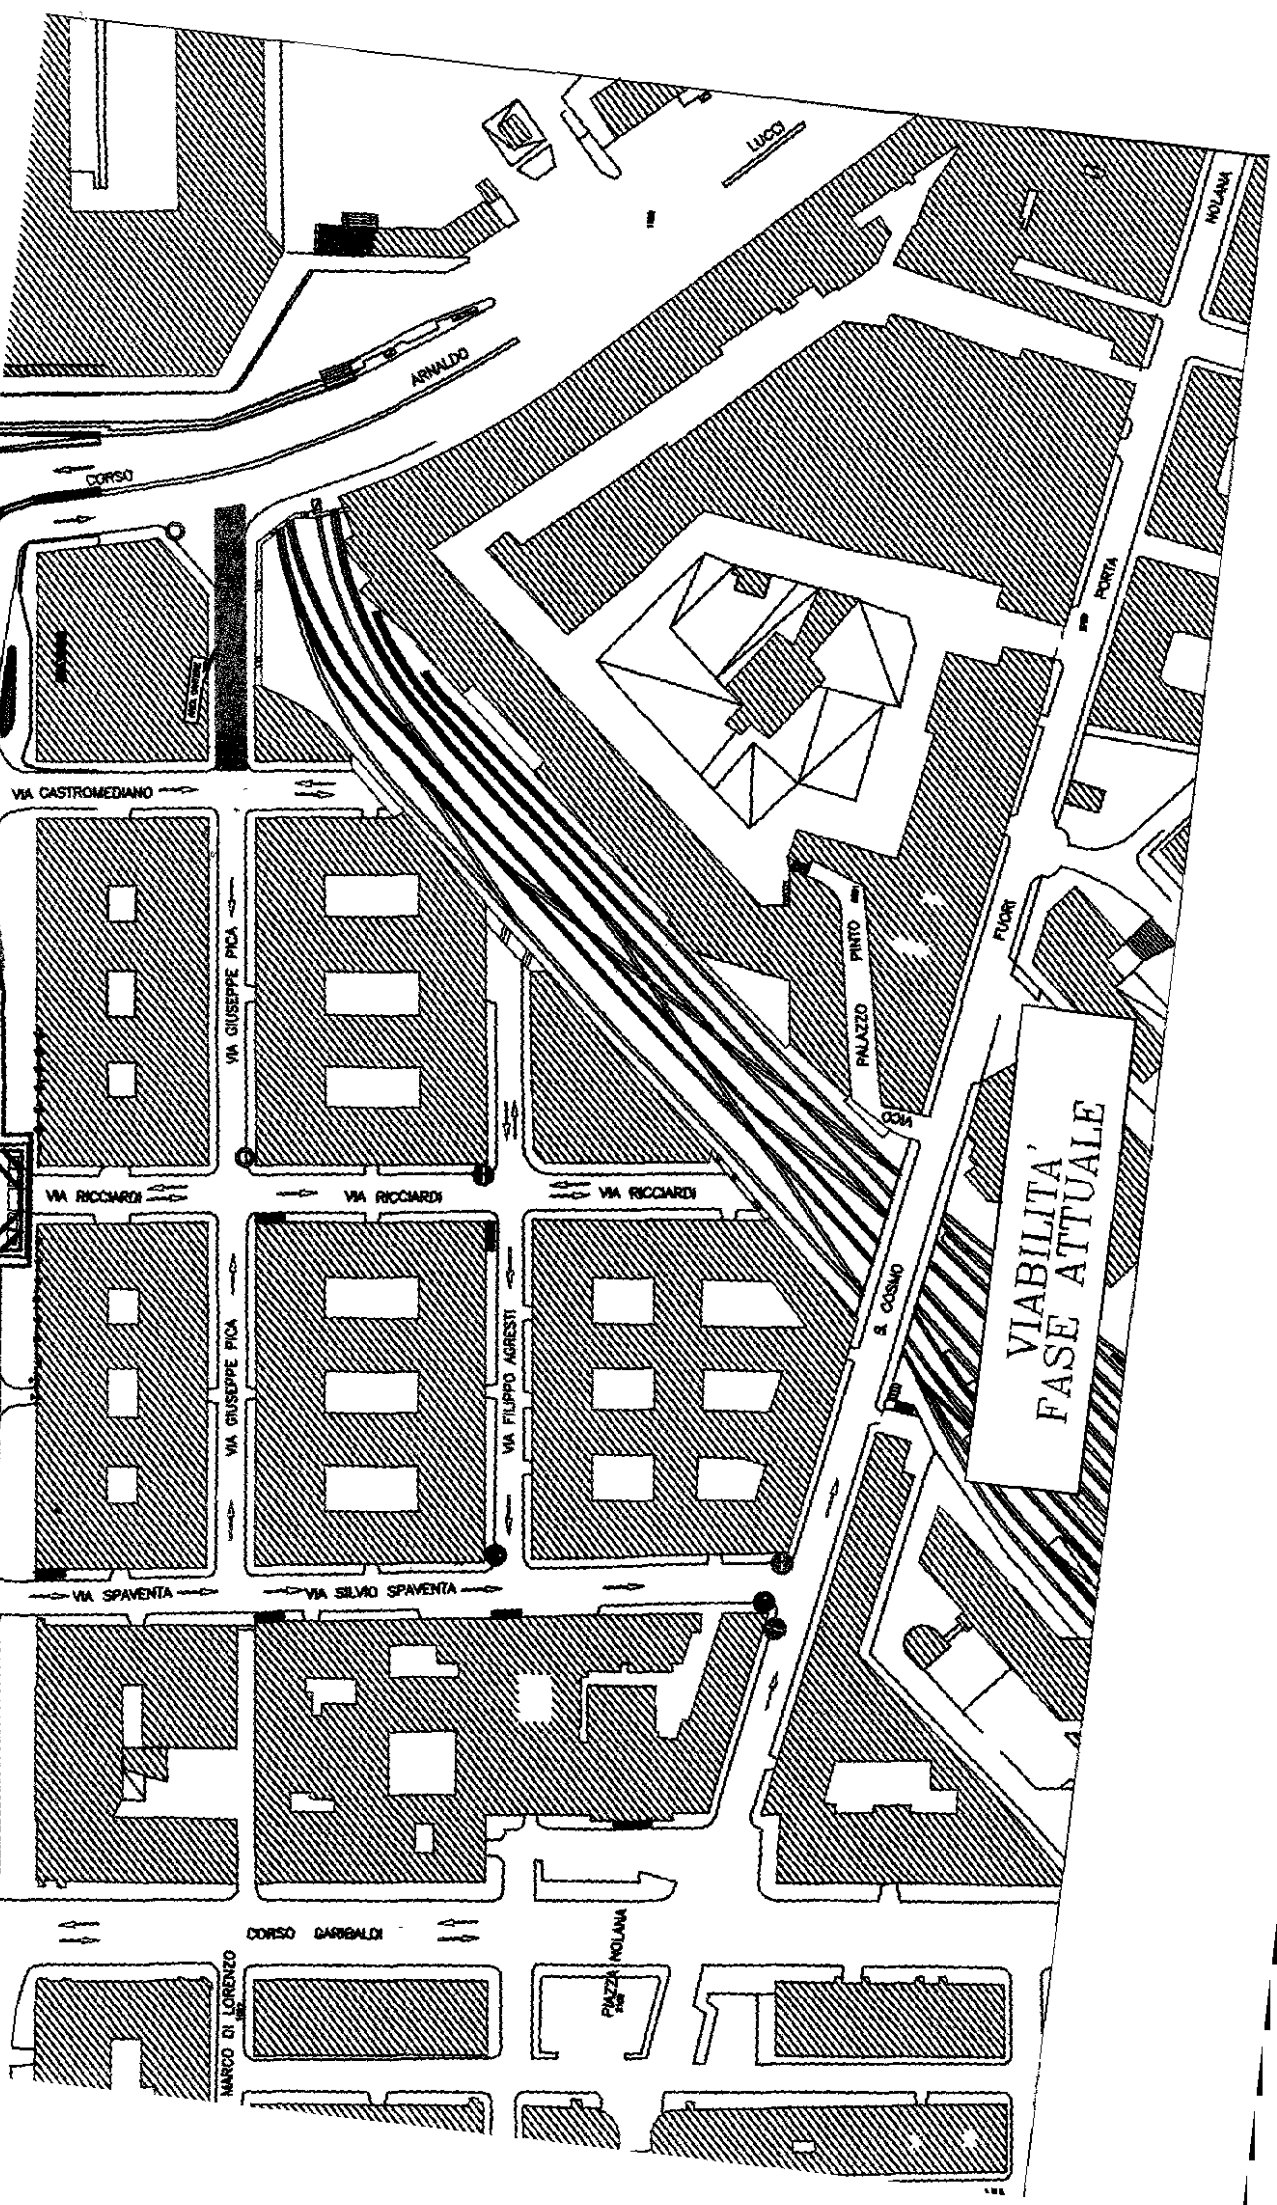 LUCCI
NOLANA
ARNALDO
CORSO
PORTA
VIA CASTROMEDIANO
FUORI
VIA GIUSEPPE PICA
PALAZZO PINTO
VICO
VIA RICCIARDI
VIA RICCIARDI
VIA RICCIARDI
VIABILITA'
FASE ATTUALE
S. COSMO
VIA GIUSEPPE PICA
VIA FILIPPO AGRESTI
VIA SPAVENTA
VIA SILVIO SPAVENTA
CORSO GARIBALDI
PIAZZA NOLANA
MARCO DI LORENZO